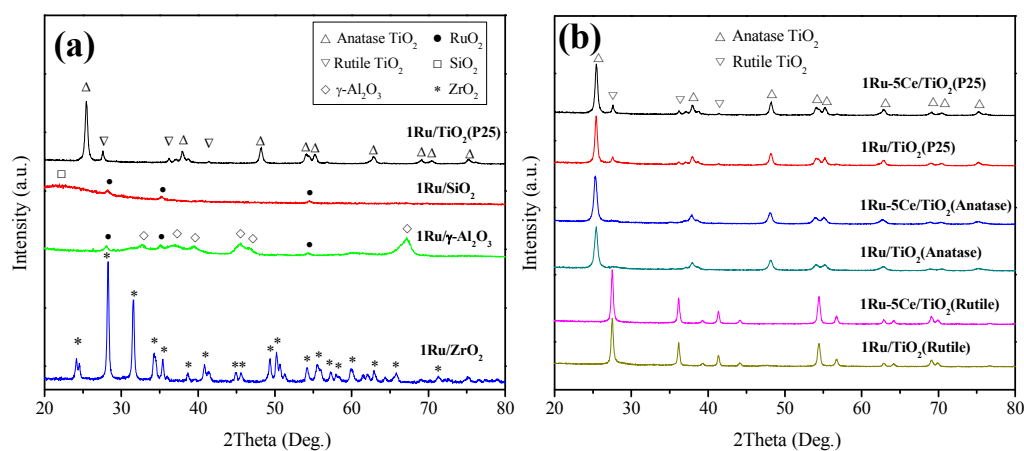 (a)
△ Anatase TiO₂ ● RuO₂
▽ Rutile TiO₂ □ SiO₂
◇ γ-Al₂O₃ * ZrO₂
1Ru/TiO₂(P25)
1Ru/SiO₂
1Ru/γ-Al₂O₃
1Ru/ZrO₂
Intensity (a.u.)
20 30 40 50 60 70 80
2Theta (Deg.)
(b)
△ Anatase TiO₂
▽ Rutile TiO₂
1Ru-5Ce/TiO₂(P25)
1Ru/TiO₂(P25)
1Ru-5Ce/TiO₂(Anatase)
1Ru/TiO₂(Anatase)
1Ru-5Ce/TiO₂(Rutile)
1Ru/TiO₂(Rutile)
Intensity (a.u.)
20 30 40 50 60 70 80
2Theta (Deg.)